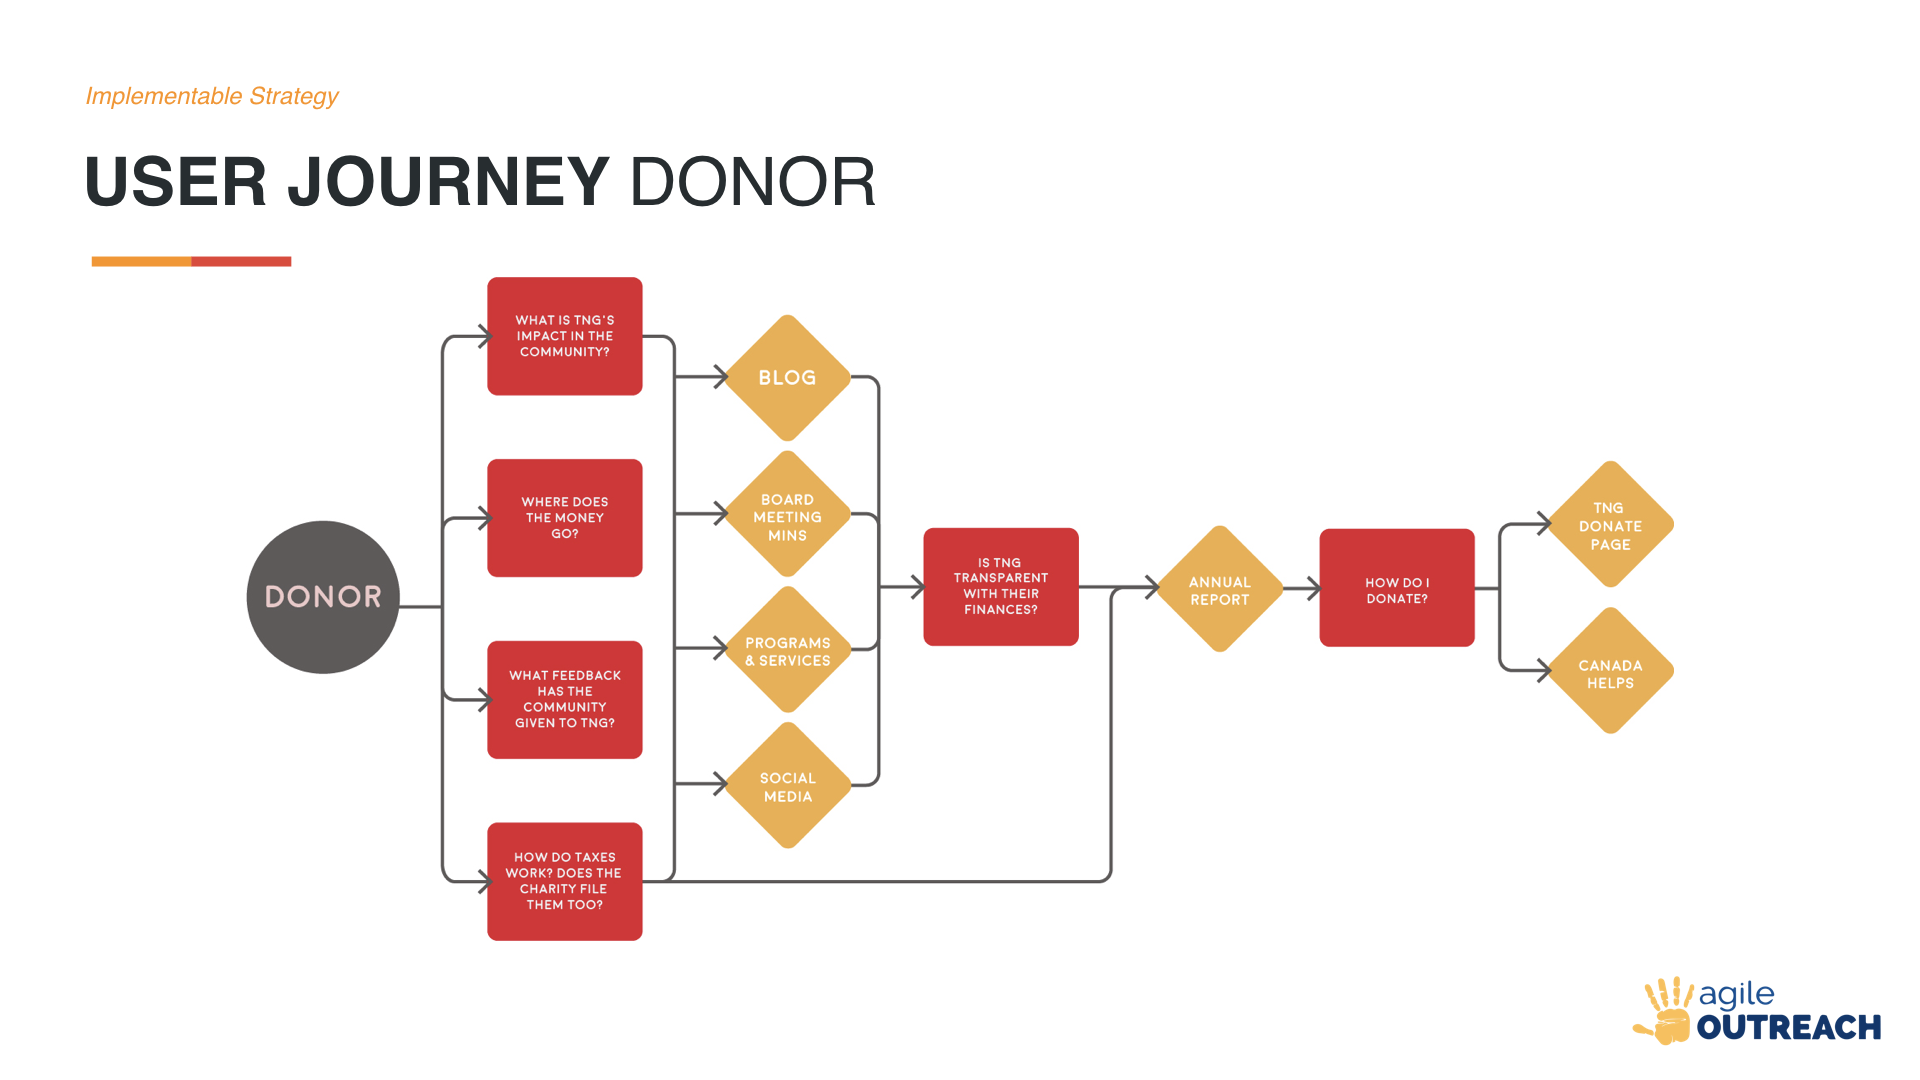 Implementable Strategy
USER JOURNEY DONOR
DONOR
WHAT IS TNG'S
IMPACT IN THE
COMMUNITY?
WHERE DOES
THE MONEY
GO?
WHAT FEEDBACK
HAS THE
COMMUNITY
GIVEN TO TNG?
HOW DO TAXES
WORK? DOES THE
CHARITY FILE
THEM TOO?
BLOG
BOARD
MEETING
MINS
PROGRAMS
& SERVICES
SOCIAL
MEDIA
IS TNG
TRANSPARENT
WITH THEIR
FINANCES?
ANNUAL
REPORT
HOW DO I
DONATE?
TNG
DONATE
PAGE
CANADA
HELPS
agile
OUTREACH